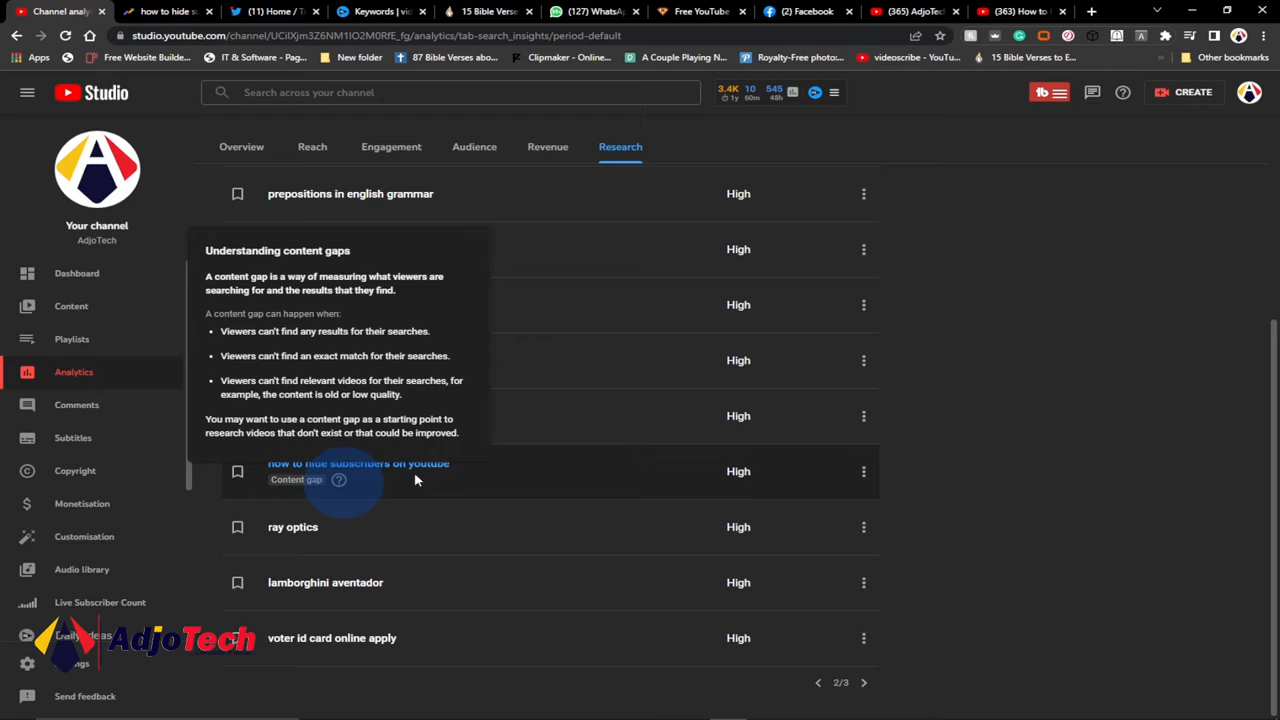 Channel analy
how to hide su
(11) Home / T
Keywords | vid
15 Bible Verse
(127) WhatsA
Free YouTube
(2) Facebook
(365) AdjoTech
(363) How to
studio.youtube.com/channel/UCiIXjm3Z6NM1IO2M0RfE_fg/analytics/tab-search_insights/period-default
Apps
Free Website Builde...
IT & Software - Pag...
New folder
87 Bible Verses abo...
Clipmaker - Online...
A Couple Playing N...
Royalty-Free photo:...
videoscribe - YouTu...
15 Bible Verses to E...
Other bookmarks
Studio
Search across your channel
3.4K 10 545
1y 60m 48h
CREATE
Your channel
AdjoTech
Dashboard
Content
Playlists
Analytics
Comments
Subtitles
Copyright
Monetisation
Customisation
Audio library
Live Subscriber Count
Daily Ideas
Settings
Send feedback
AdjoTech
Overview
Reach
Engagement
Audience
Revenue
Research
prepositions in english grammar
High
High
High
High
High
Understanding content gaps
A content gap is a way of measuring what viewers are
searching for and the results that they find.
A content gap can happen when:
• Viewers can't find any results for their searches.
• Viewers can't find an exact match for their searches.
• Viewers can't find relevant videos for their searches, for
example, the content is old or low quality.
You may want to use a content gap as a starting point to
research videos that don't exist or that could be improved.
how to hide subscribers on youtube
Content gap
High
ray optics
High
lamborghini aventador
High
voter id card online apply
High
2/3